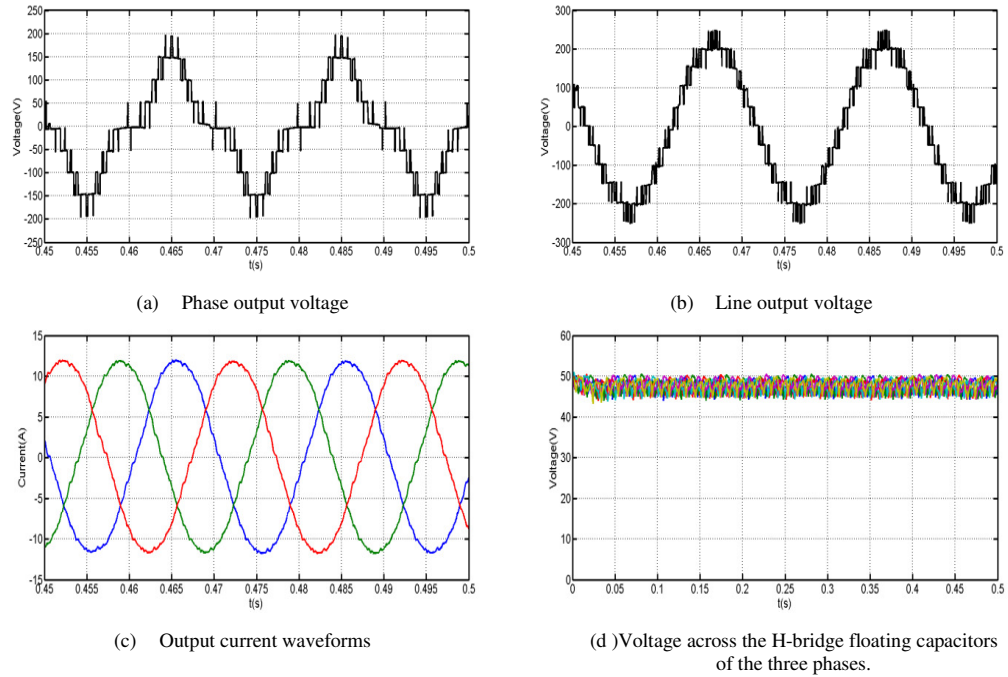 250
200
150
100
50
0
-50
-100
-150
-200
-250
Voltage(V)
0.45 0.455 0.46 0.465 0.47 0.475 0.48 0.485 0.49 0.495 0.5
t(s)
(a) Phase output voltage
300
200
100
0
-100
-200
-300
Voltage(V)
0.45 0.455 0.46 0.465 0.47 0.475 0.48 0.485 0.49 0.495 0.5
t(s)
(b) Line output voltage
15
10
5
0
-5
-10
-15
Current(A)
0.45 0.455 0.46 0.465 0.47 0.475 0.48 0.485 0.49 0.495 0.5
t(s)
(c) Output current waveforms
60
50
40
30
20
10
0
Voltage(V)
0 0.05 0.1 0.15 0.2 0.25 0.3 0.35 0.4 0.45 0.5
t(s)
(d )Voltage across the H-bridge floating capacitors
of the three phases.